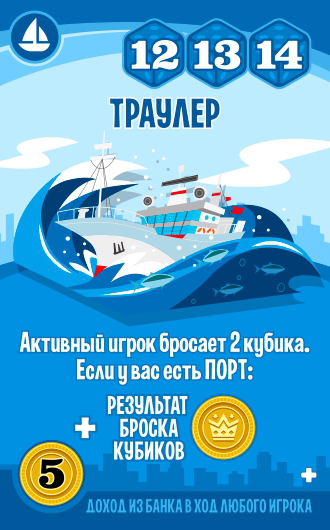 12 13 14
ТРАУЛЕР
Ш
Активный игрок бросает 2 кубика.
Если у вас есть ПОРТ:
+ РЕЗУЛЬТАТ
БРОСКА
КУБИКОВ
5
+
ДОХОД ИЗ БАНКА В ХОД ЛЮБОГО ИГРОКА